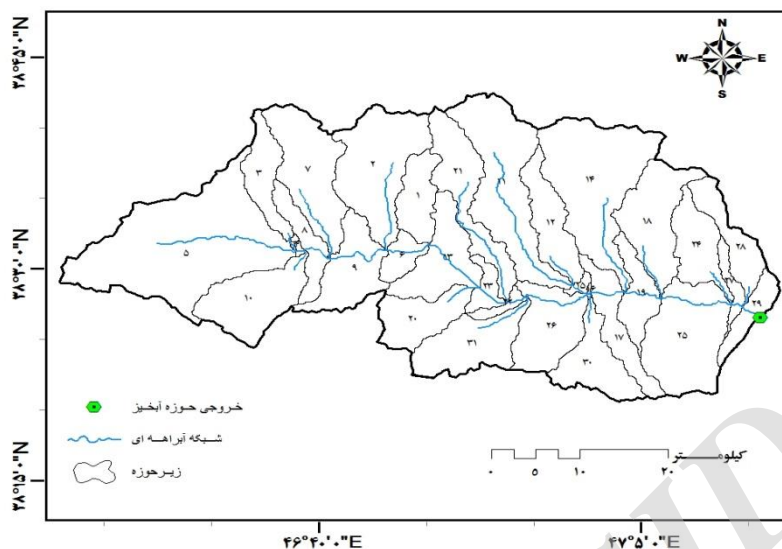 N
W E
S
۳۸°۴۵'۰"N
۳۸°۳۰'۰"N
۳۸°۱۵'۰"N
۳
۷
۲
۱
۲۱
۱۱
۱۲
۱۴
۱۸
۲۴
۲۸
۵
۸
۹
۱۰
۱۳
۲۳
۱۹
۲۹
۲۰
۳۱
۲۶
۳۰
۱۷
۲۵
خروجی حوزه آبخیز
شبکه آبراهه ای
زیرحوزه
کیلومتر
۰ ۵ ۱۰ ۲۰
۴۶°۴۰'۰"E
۴۷°۵'۰"E